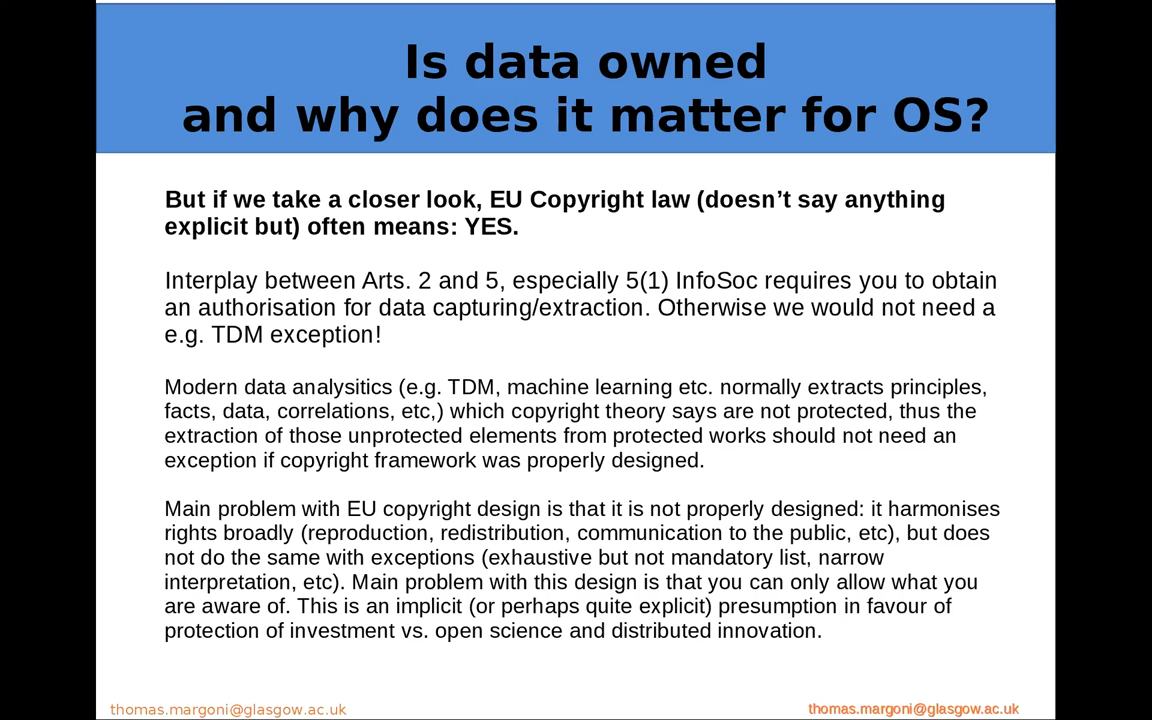 Is data owned
and why does it matter for OS?
But if we take a closer look, EU Copyright law (doesn’t say anything
explicit but) often means: YES.
Interplay between Arts. 2 and 5, especially 5(1) InfoSoc requires you to obtain
an authorisation for data capturing/extraction. Otherwise we would not need a
e.g. TDM exception!
Modern data analysitics (e.g. TDM, machine learning etc. normally extracts principles,
facts, data, correlations, etc,) which copyright theory says are not protected, thus the
extraction of those unprotected elements from protected works should not need an
exception if copyright framework was properly designed.
Main problem with EU copyright design is that it is not properly designed: it harmonises
rights broadly (reproduction, redistribution, communication to the public, etc), but does
not do the same with exceptions (exhaustive but not mandatory list, narrow
interpretation, etc). Main problem with this design is that you can only allow what you
are aware of. This is an implicit (or perhaps quite explicit) presumption in favour of
protection of investment vs. open science and distributed innovation.
thomas.margoni@glasgow.ac.uk
thomas.margoni@glasgow.ac.uk